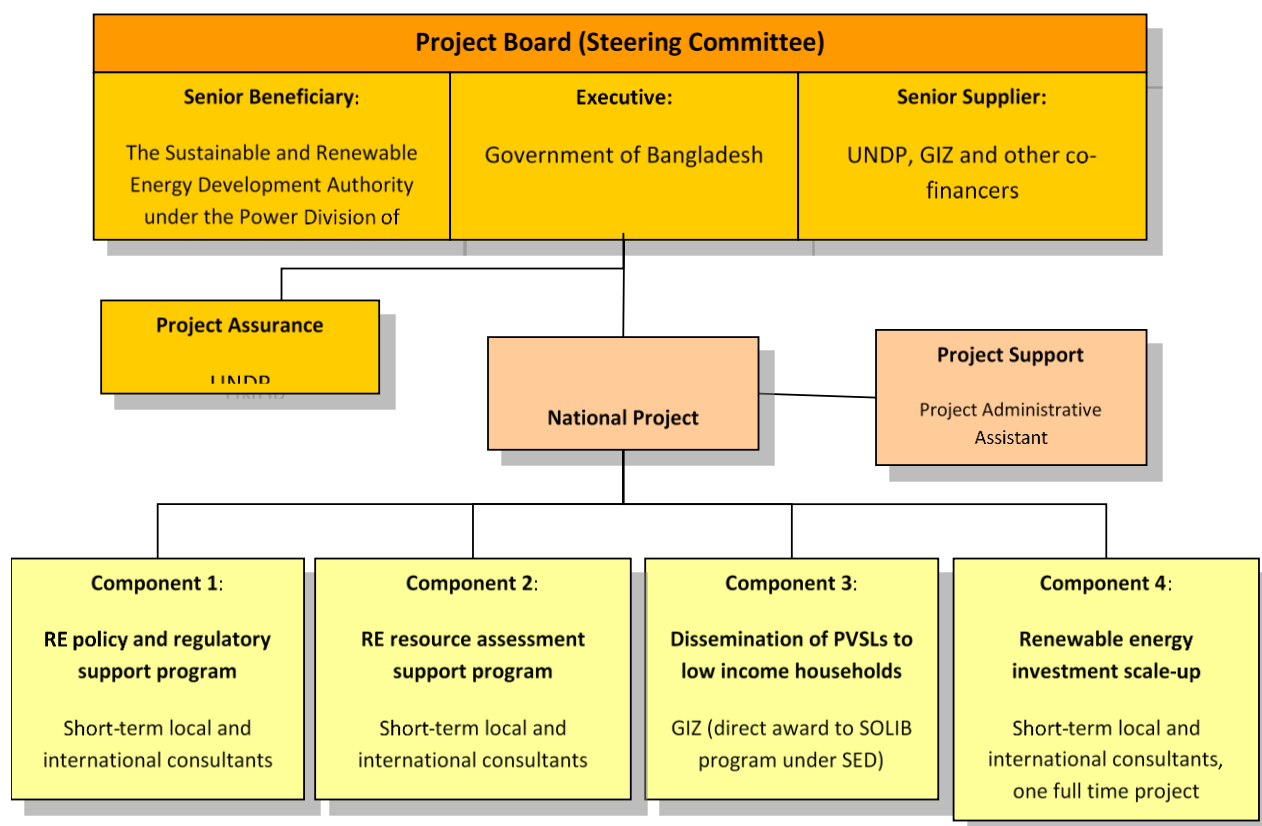 Project Board (Steering Committee)
Senior Beneficiary:
The Sustainable and Renewable
Energy Development Authority
under the Power Division of
Executive:
Government of Bangladesh
Senior Supplier:
UNDP, GIZ and other co-
financers
Project Assurance
UNDP
National Project
Project Support
Project Administrative
Assistant
Component 1:
RE policy and regulatory
support program
Short-term local and
international consultants
Component 2:
RE resource assessment
support program
Short-term local and
international consultants
Component 3:
Dissemination of PVSLs to
low income households
GIZ (direct award to SOLIB
program under SED)
Component 4:
Renewable energy
investment scale-up
Short-term local and
international consultants,
one full time project